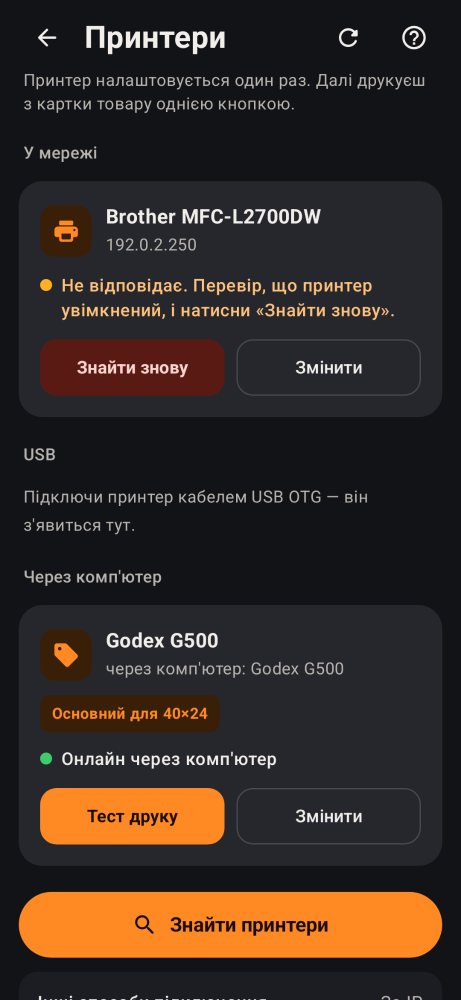 Принтери
Принтер налаштовується один раз. Далі друкуєш
з картки товару однією кнопкою.
У мережі
Brother MFC-L2700DW
192.0.2.250
Не відповідає. Перевір, що принтер
увімкнений, і натисни «Знайти знову».
Знайти знову
Змінити
USB
Підключи принтер кабелем USB OTG — він
з'явиться тут.
Через комп'ютер
Godex G500
через комп'ютер: Godex G500
Основний для 40×24
Онлайн через комп'ютер
Тест друку
Змінити
Знайти принтери